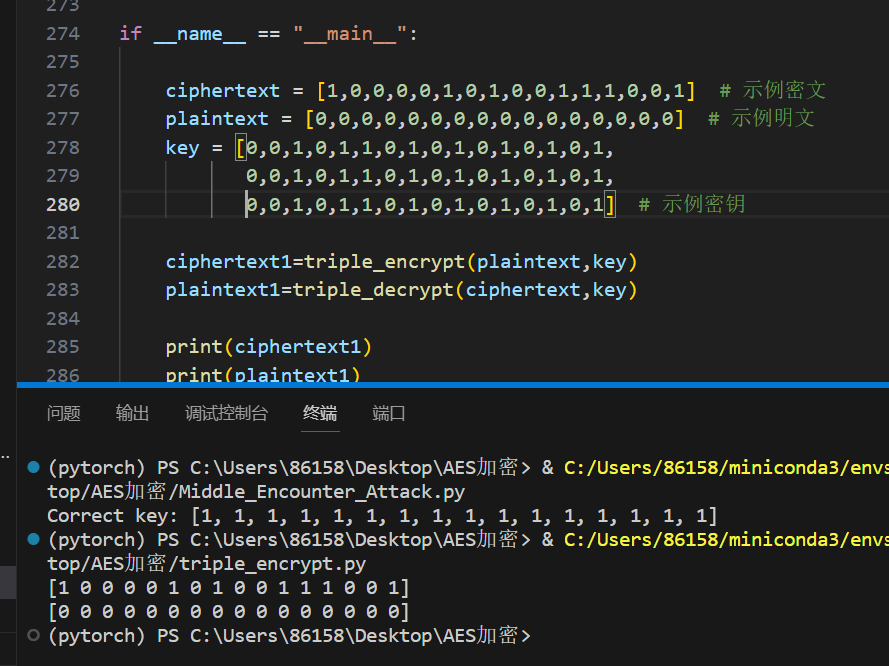 273
274 if __name__ == "__main__":
275
276 ciphertext = [1,0,0,0,0,1,0,1,0,0,1,1,1,0,0,1] # 示例密文
277 plaintext = [0,0,0,0,0,0,0,0,0,0,0,0,0,0,0,0] # 示例明文
278 key = [0,0,1,0,1,1,0,1,0,1,0,1,0,1,0,1,
279 0,0,1,0,1,1,0,1,0,1,0,1,0,1,0,1,
280 0,0,1,0,1,1,0,1,0,1,0,1,0,1,0,1] # 示例密钥
281
282 ciphertext1=triple_encrypt(plaintext,key)
283 plaintext1=triple_decrypt(ciphertext,key)
284
285 print(ciphertext1)
286 print(plaintext1)
问题 输出 调试控制台 终端 端口
(pytorch) PS C:\Users\86158\Desktop\AES加密> & C:/Users/86158/miniconda3/envs
top/AES加密/Middle_Encounter_Attack.py
Correct key: [1, 1, 1, 1, 1, 1, 1, 1, 1, 1, 1, 1, 1, 1, 1, 1]
(pytorch) PS C:\Users\86158\Desktop\AES加密> & C:/Users/86158/miniconda3/envs
top/AES加密/triple_encrypt.py
[1 0 0 0 0 1 0 1 0 0 1 1 1 0 0 1]
[0 0 0 0 0 0 0 0 0 0 0 0 0 0 0 0]
(pytorch) PS C:\Users\86158\Desktop\AES加密>